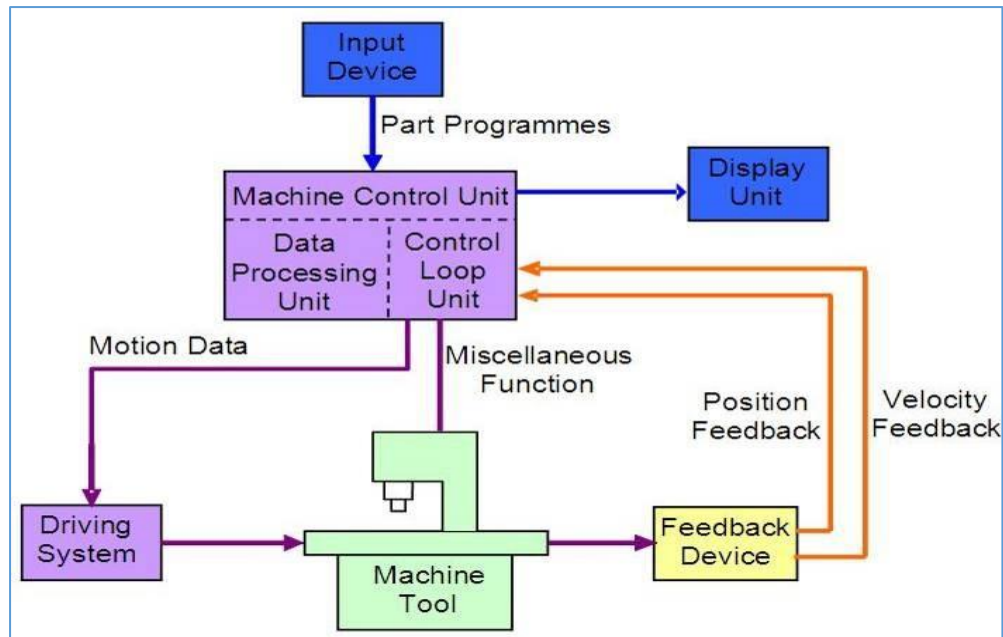 Input
Device
Part Programmes
Machine Control Unit
Display
Unit
Data
Processing
Unit
Control
Loop
Unit
Motion Data
Miscellaneous
Function
Position
Feedback
Velocity
Feedback
Driving
System
Machine
Tool
Feedback
Device